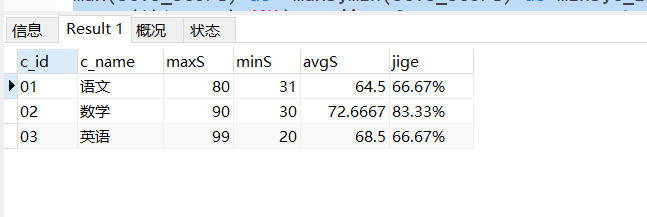 信息 Result 1 概况 状态
c_id c_name maxS minS avgS jige
01 语文 80 31 64.5 66.67%
02 数学 90 30 72.6667 83.33%
03 英语 99 20 68.5 66.67%